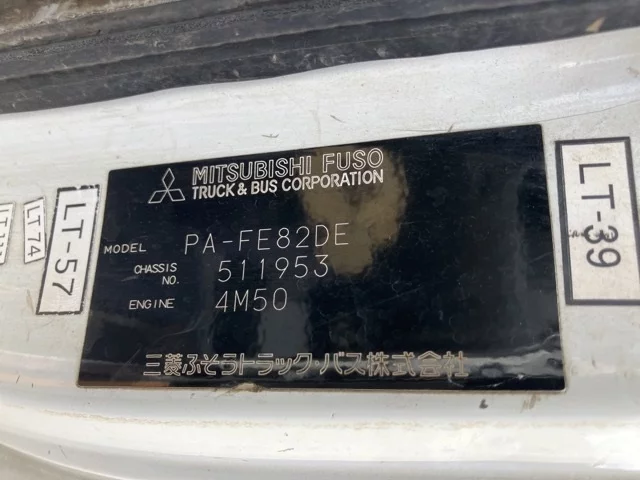 MITSUBISHI FUSO
TRUCK & BUS CORPORATION
MODEL PA-FE82DE
CHASSIS NO. 511953
ENGINE 4M50
三菱ふそうトラック・バス株式会社
LT-39
LT-57
LT74